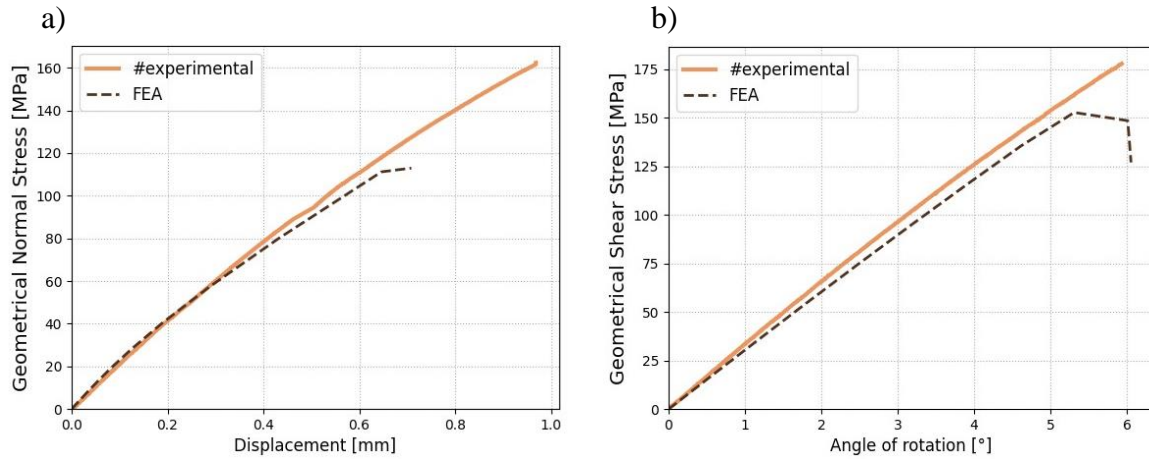 a)
Geometrical Normal Stress [MPa]
160
140
120
100
80
60
40
20
0
#experimental
FEA
0.0 0.2 0.4 0.6 0.8 1.0
Displacement [mm]
b)
Geometrical Shear Stress [MPa]
175
150
125
100
75
50
25
0
#experimental
FEA
0 1 2 3 4 5 6
Angle of rotation [°]